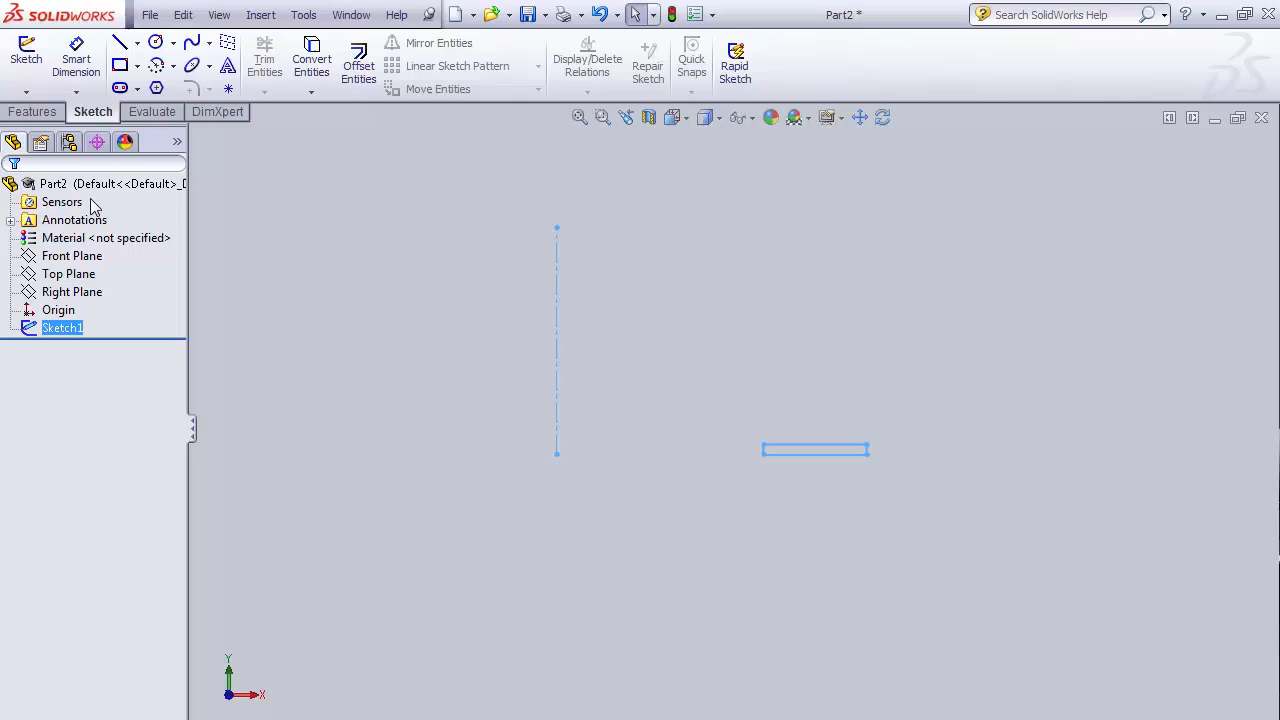 SOLIDWORKS File Edit View Insert Tools Window Help Part2 * Search SolidWorks Help
Sketch Smart Dimension Trim Entities Convert Entities Offset Entities Mirror Entities Linear Sketch Pattern Move Entities Display/Delete Relations Repair Sketch Quick Snaps Rapid Sketch
Features Sketch Evaluate DimXpert
Part2 (Default<<Default>_D
Sensors
Annotations
Material <not specified>
Front Plane
Top Plane
Right Plane
Origin
Sketch1
Y
X